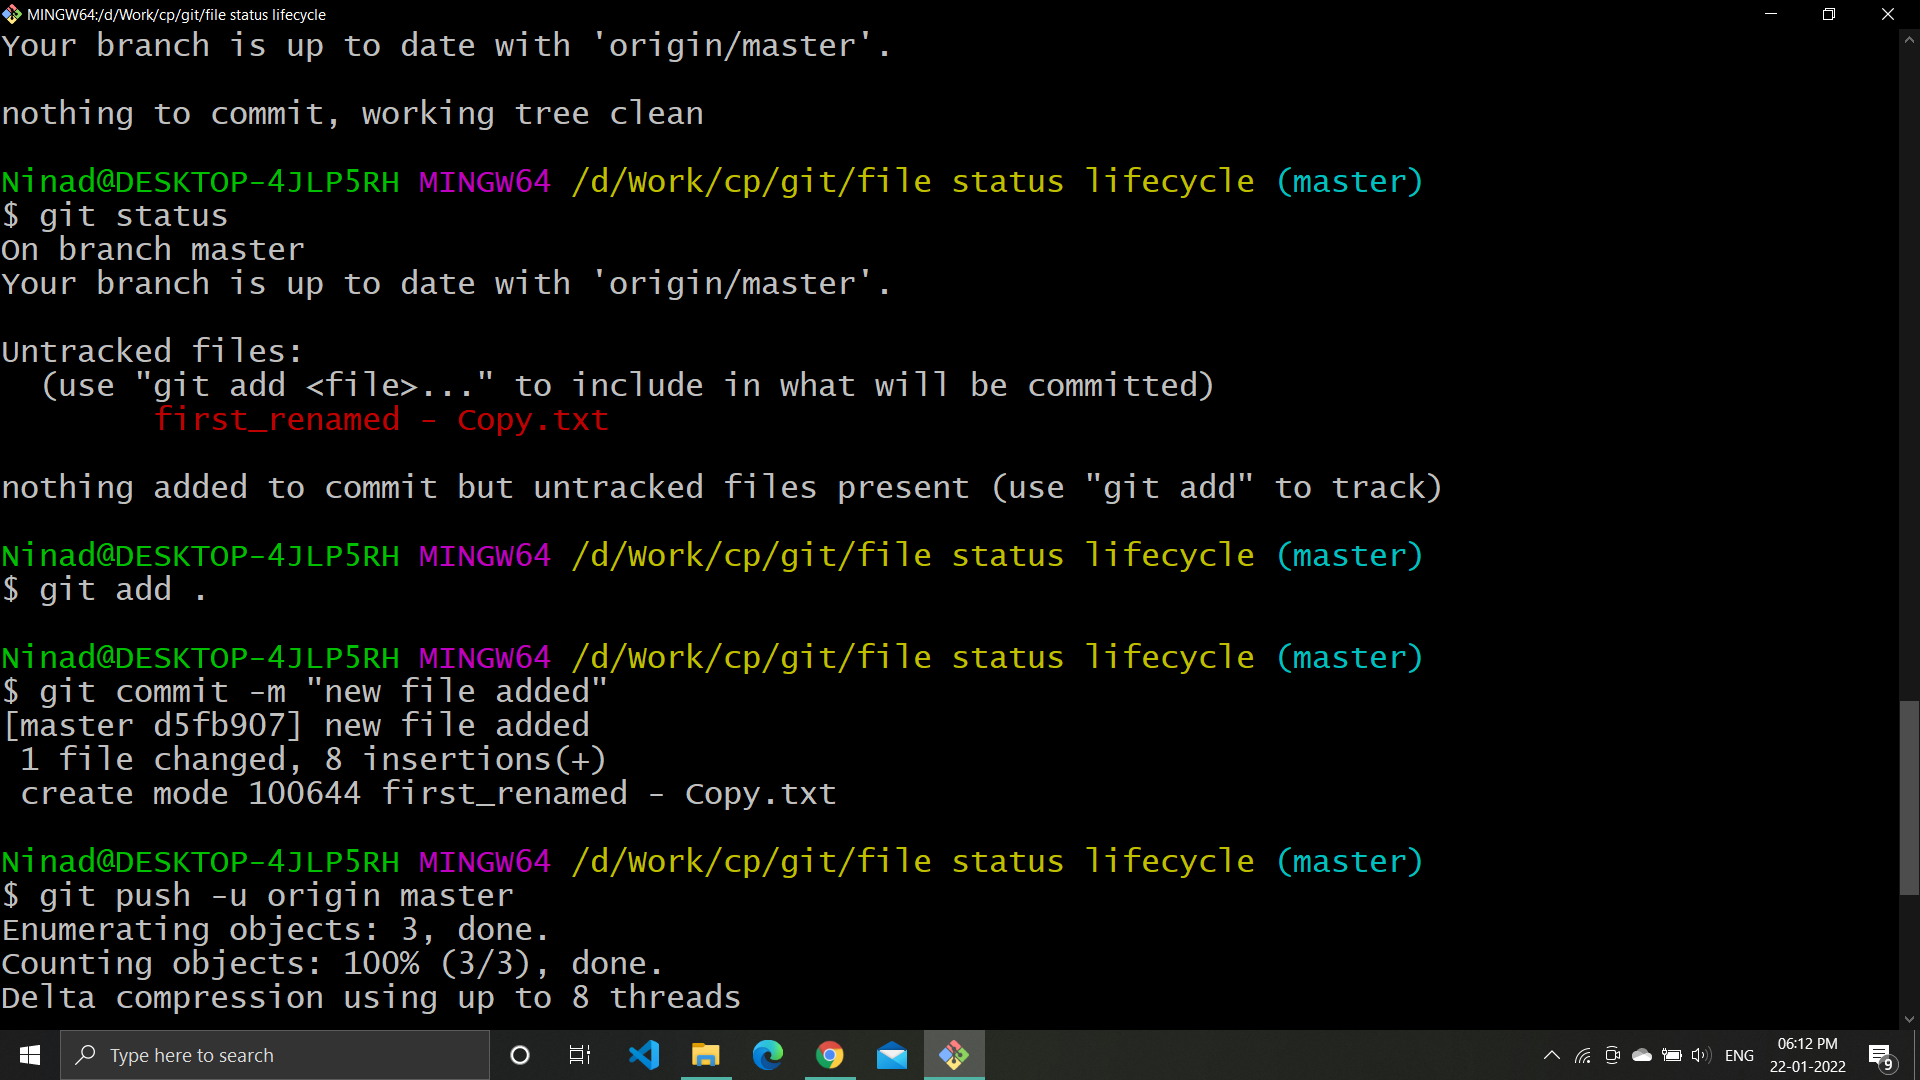 MINGW64:/d/Work/cp/git/file status lifecycle
Your branch is up to date with 'origin/master'.
nothing to commit, working tree clean
Ninad@DESKTOP-4JLP5RH MINGW64 /d/Work/cp/git/file status lifecycle (master)
$ git status
On branch master
Your branch is up to date with 'origin/master'.
Untracked files:
  (use "git add <file>..." to include in what will be committed)
        first_renamed - Copy.txt
nothing added to commit but untracked files present (use "git add" to track)
Ninad@DESKTOP-4JLP5RH MINGW64 /d/Work/cp/git/file status lifecycle (master)
$ git add .
Ninad@DESKTOP-4JLP5RH MINGW64 /d/Work/cp/git/file status lifecycle (master)
$ git commit -m "new file added"
[master d5fb907] new file added
 1 file changed, 8 insertions(+)
 create mode 100644 first_renamed - Copy.txt
Ninad@DESKTOP-4JLP5RH MINGW64 /d/Work/cp/git/file status lifecycle (master)
$ git push -u origin master
Enumerating objects: 3, done.
Counting objects: 100% (3/3), done.
Delta compression using up to 8 threads
Type here to search
ENG
06:12 PM
22-01-2022
9